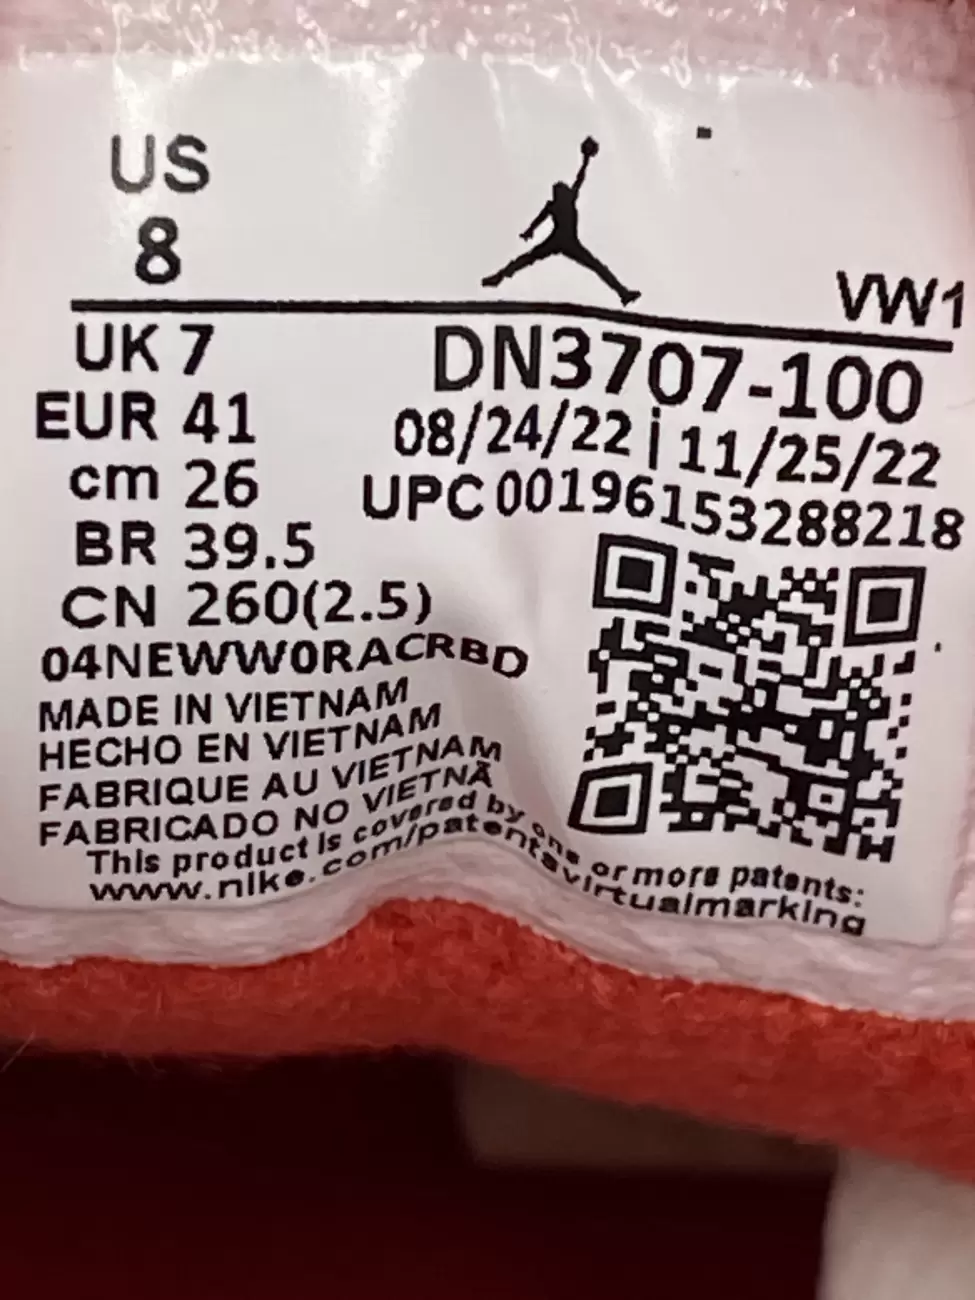 US
8
VW1
UK 7
DN3707-100
EUR 41
08/24/22 | 11/25/22
cm 26
UPC 00196153288218
BR 39.5
CN 260(2.5)
04NEWW0RACRBD
MADE IN VIETNAM
HECHO EN VIETNAM
FABRIQUE AU VIETNAM
FABRICADO NO VIETNÃ
This product is covered by one or more patents:
www.nike.com/patentsvirtualmarking